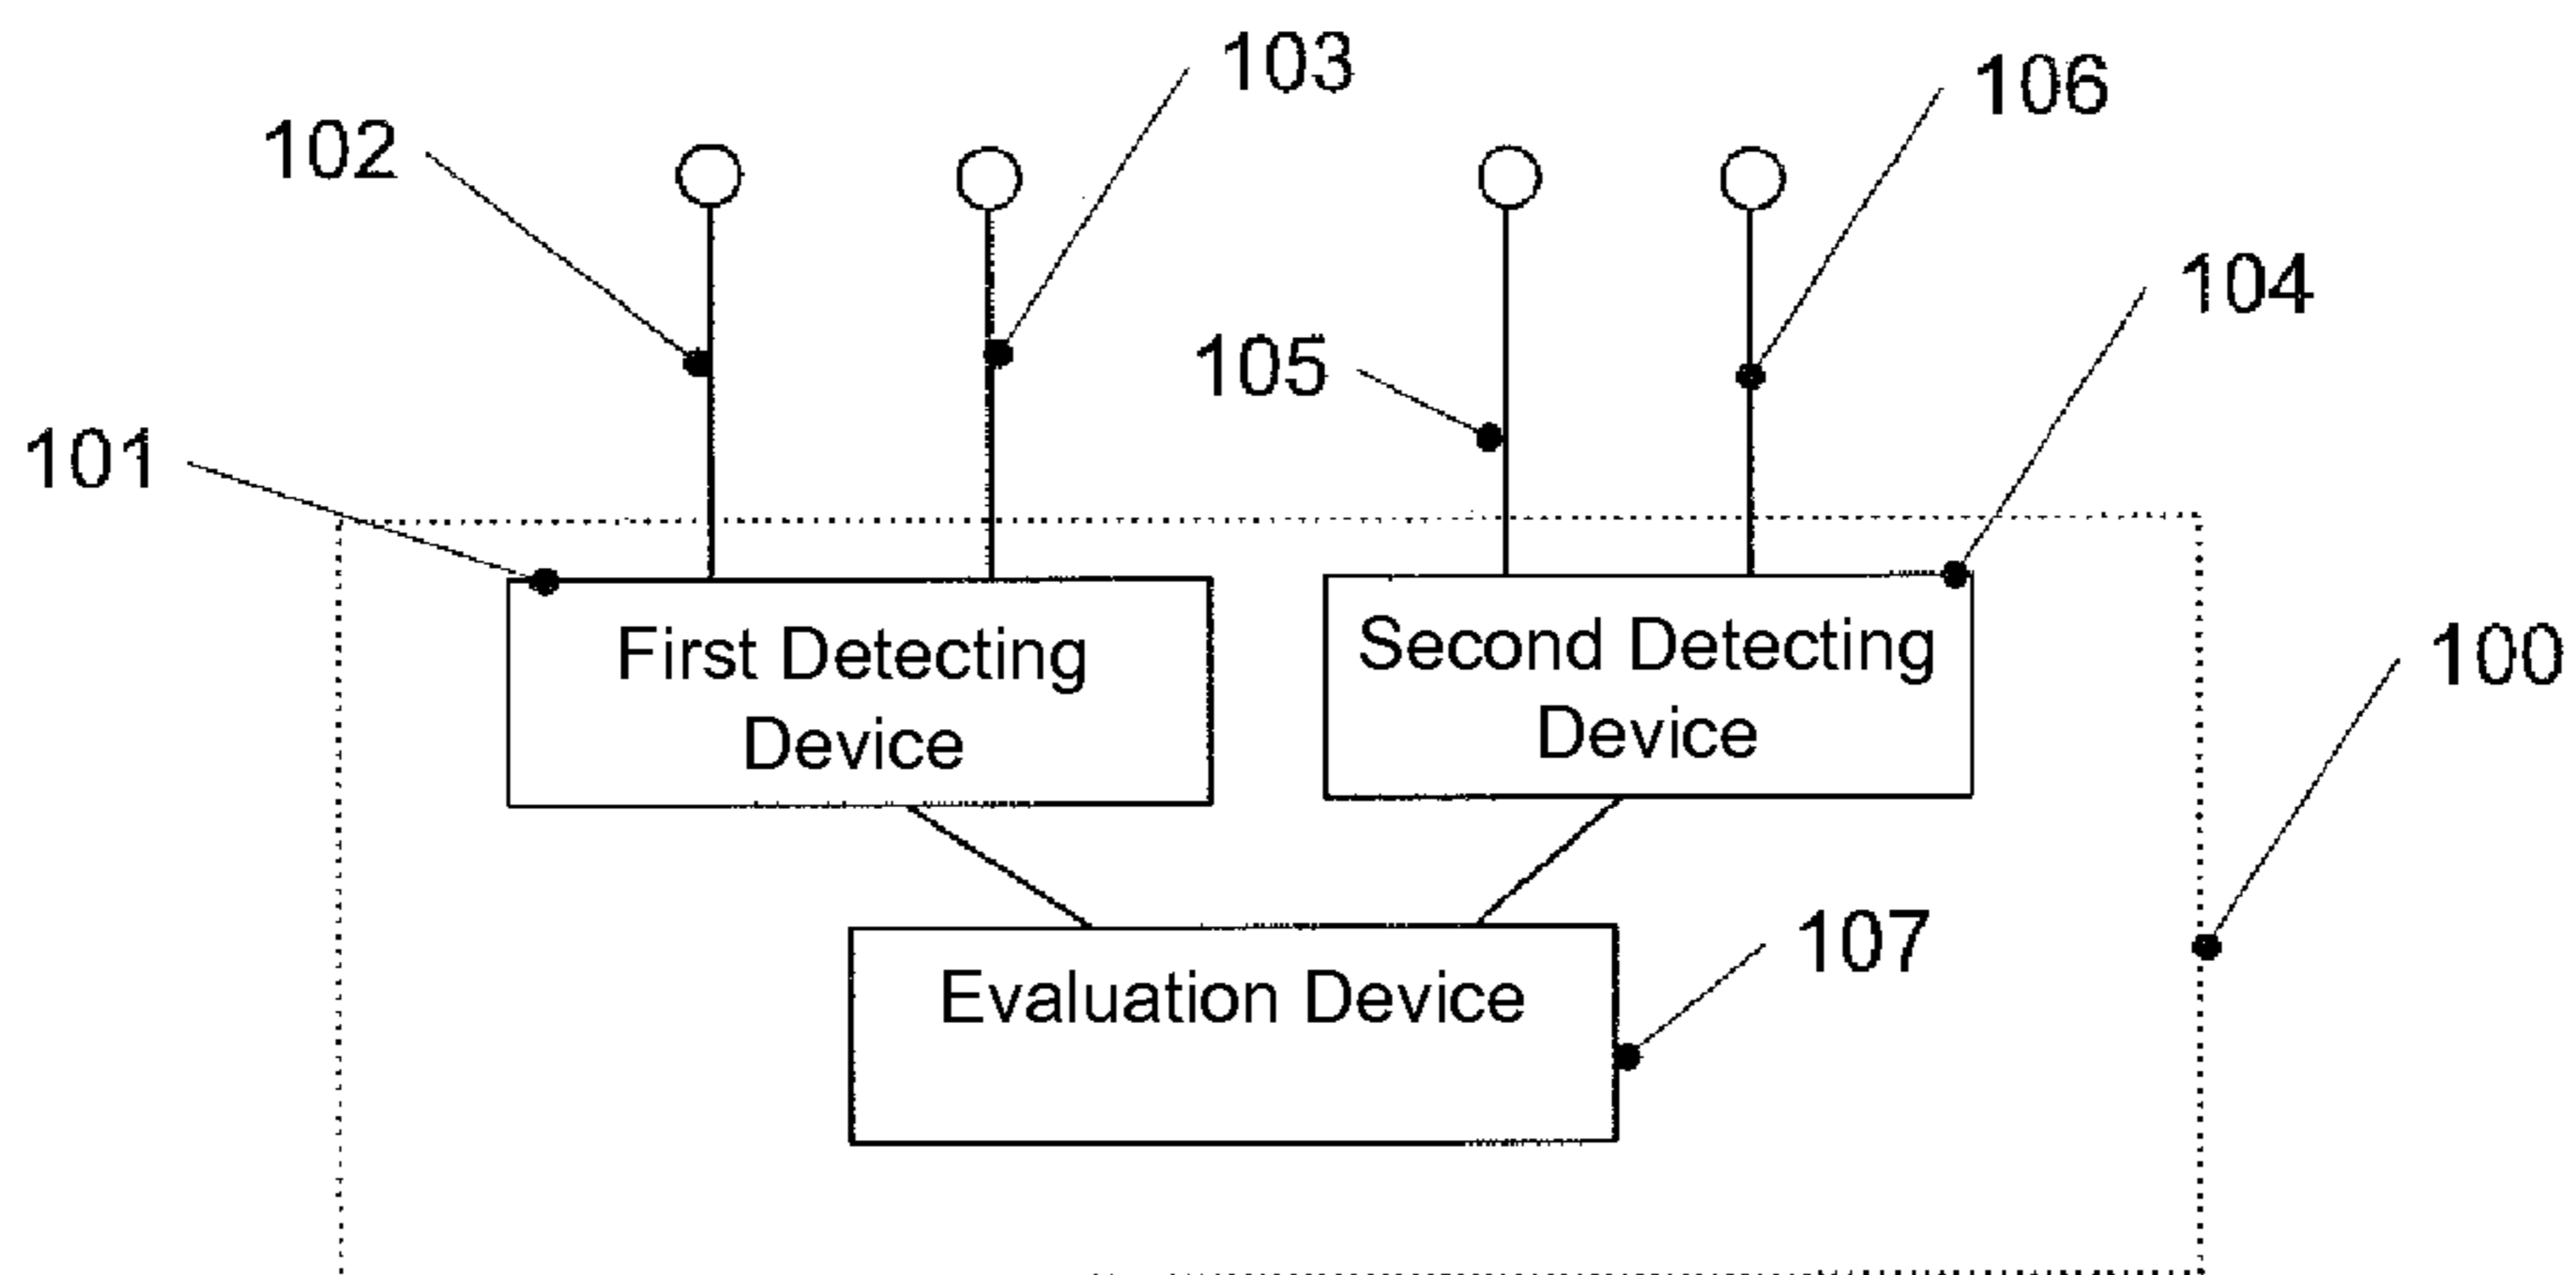 103
106
102
104
105
101
First Detecting
Device
Second Detecting
Device
100
107
Evaluation Device